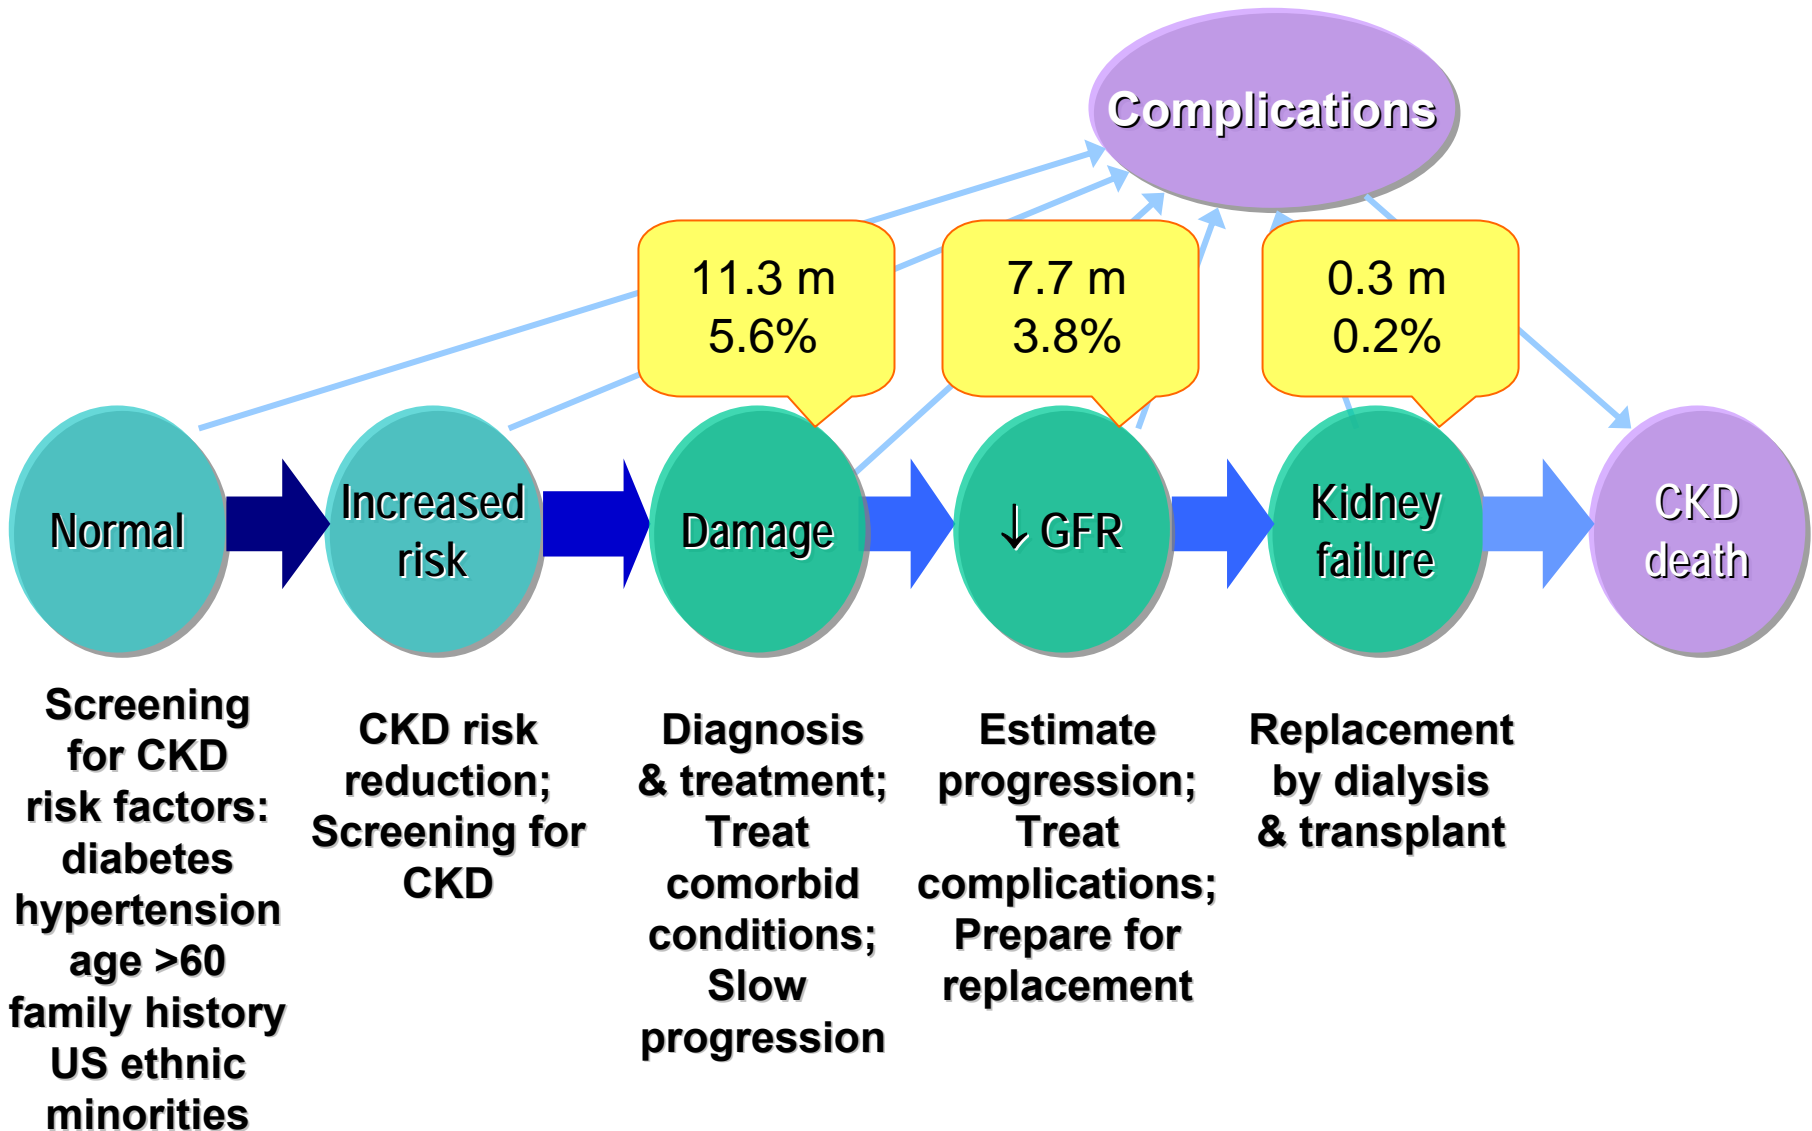 Complications
11.3 m
5.6%
7.7 m
3.8%
0.3 m
0.2%
Normal
Increased
risk
Damage
↓ GFR
Kidney
failure
CKD
death
Screening
for CKD
risk factors:
diabetes
hypertension
age >60
family history
US ethnic
minorities
CKD risk
reduction;
Screening for
CKD
Diagnosis
& treatment;
Treat
comorbid
conditions;
Slow
progression
Estimate
progression;
Treat
complications;
Prepare for
replacement
Replacement
by dialysis
& transplant